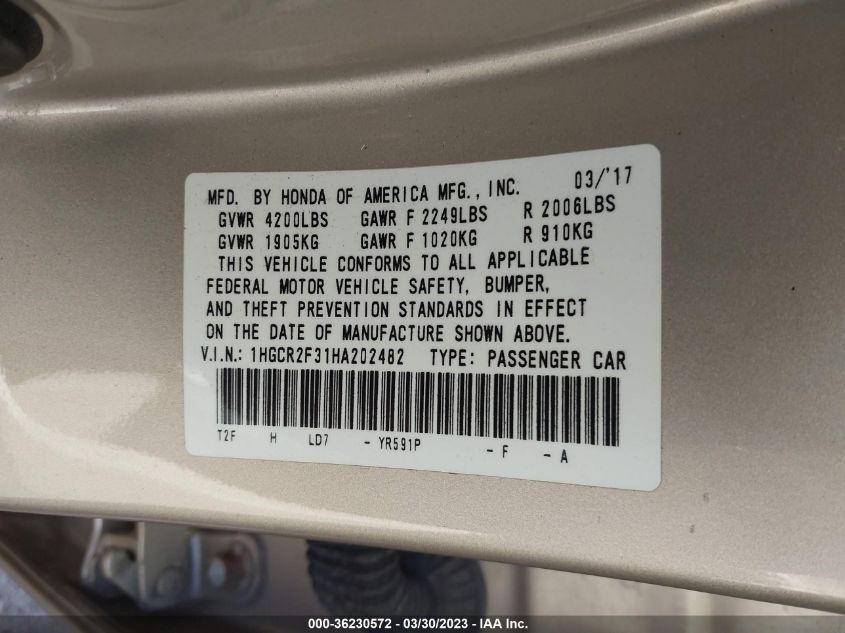 MFD. BY HONDA OF AMERICA MFG., INC. 03/'17
GVWR 4200LBS GAWR F 2249LBS R 2006LBS
GVWR 1905KG GAWR F 1020KG R 910KG
THIS VEHICLE CONFORMS TO ALL APPLICABLE
FEDERAL MOTOR VEHICLE SAFETY, BUMPER,
AND THEFT PREVENTION STANDARDS IN EFFECT
ON THE DATE OF MANUFACTURE SHOWN ABOVE.
V.I.N.: 1HGCR2F31HA202482 TYPE: PASSENGER CAR
T2F H LD7 - YR591P - F - A
000-36230572 — 03/30/2023 — IAA Inc.